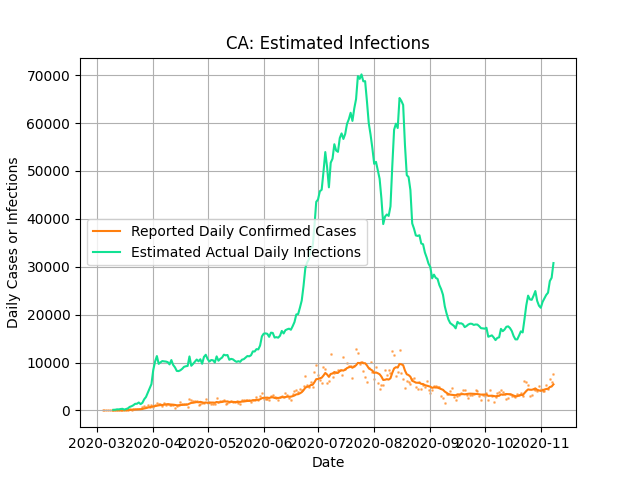 CA: Estimated Infections
70000
60000
50000
40000
30000
20000
10000
0
Daily Cases or Infections
Reported Daily Confirmed Cases
Estimated Actual Daily Infections
2020-03 2020-04 2020-05 2020-06 2020-07 2020-08 2020-09 2020-10 2020-11
Date